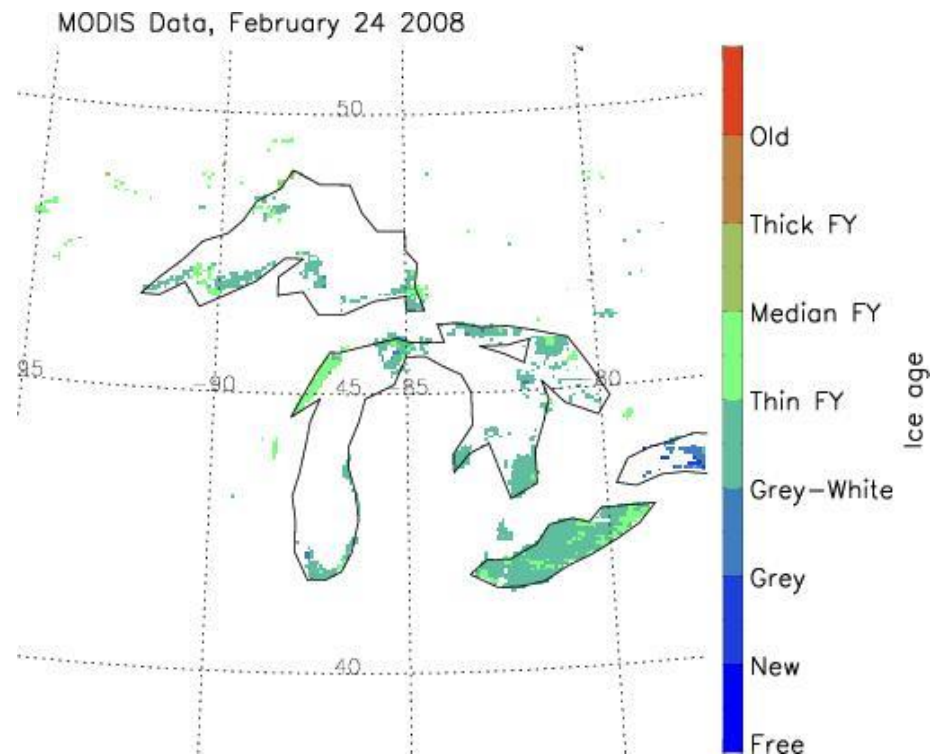 MODIS Data, February 24 2008
50
Old
Thick FY
Median FY
95
-90
45
-85
80
Thin FY
Ice age
Grey-White
Grey
40
New
Free